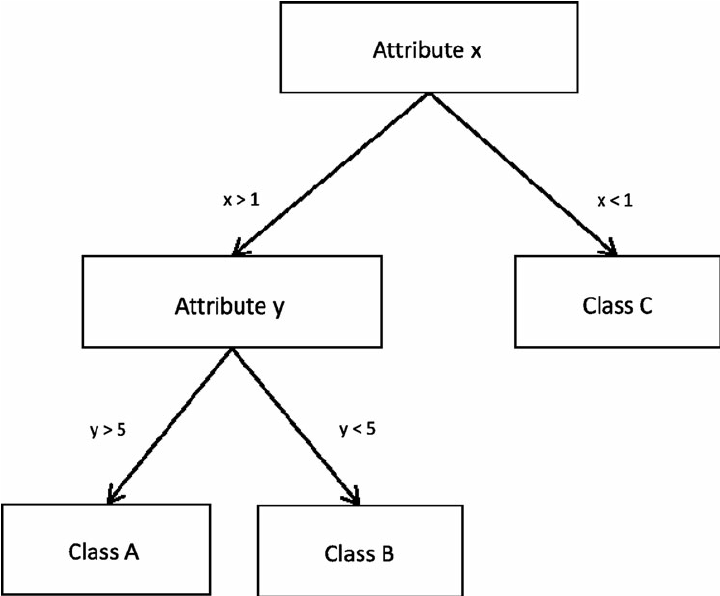 Attribute x
x > 1
x < 1
Attribute y
Class C
y > 5
y < 5
Class A
Class B